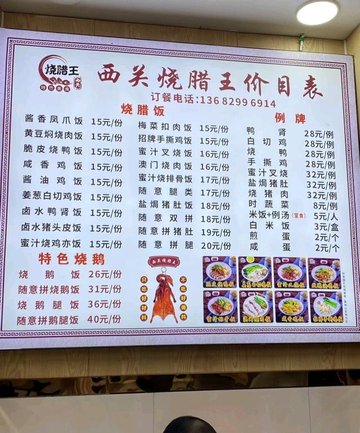 烧腊王
西关烧腊王价目表
订餐电话:13682996914
烧腊饭
酱香凤爪饭 15元/份
黄豆焖烧肉饭 15元/份
脆皮烧鸭饭 15元/份
咸香鸡饭 15元/份
酱油鸡饭 15元/份
姜葱白切鸡饭 15元/份
卤水鸭肾饭 15元/份
卤水猪头皮饭 15元/份
蜜汁烧鸡亦饭 15元/份
梅菜扣肉饭 15元/份
招牌手撕鸡饭 15元/份
蜜汁叉烧饭 16元/份
澳门烧肉饭 16元/份
蜜汁烧排骨饭 17元/份
随意腿类 17元/份
盐焗猪肚饭 18元/份
随意双拼 18元/份
随意拼猪肚 19元/份
随意拼腿 20元/份
例牌
鸭肾 28元/例
白切鸡 28元/例
烧鸭 28元/例
手撕鸡 28元/例
蜜汁叉烧 32元/例
盐焗猪肚 32元/例
烧猪肉 32元/例
时蔬菜 8元/例
米饭+例汤(堂食) 5元/人
白米饭 3元/盒
煎蛋 2元/个
卤蛋 2元/个
特色烧鹅
烧鹅饭 26元/份
随意拼烧鹅饭 31元/份
烧鹅腿饭 36元/份
随意拼鹅腿饭 40元/份
西关烧腊王